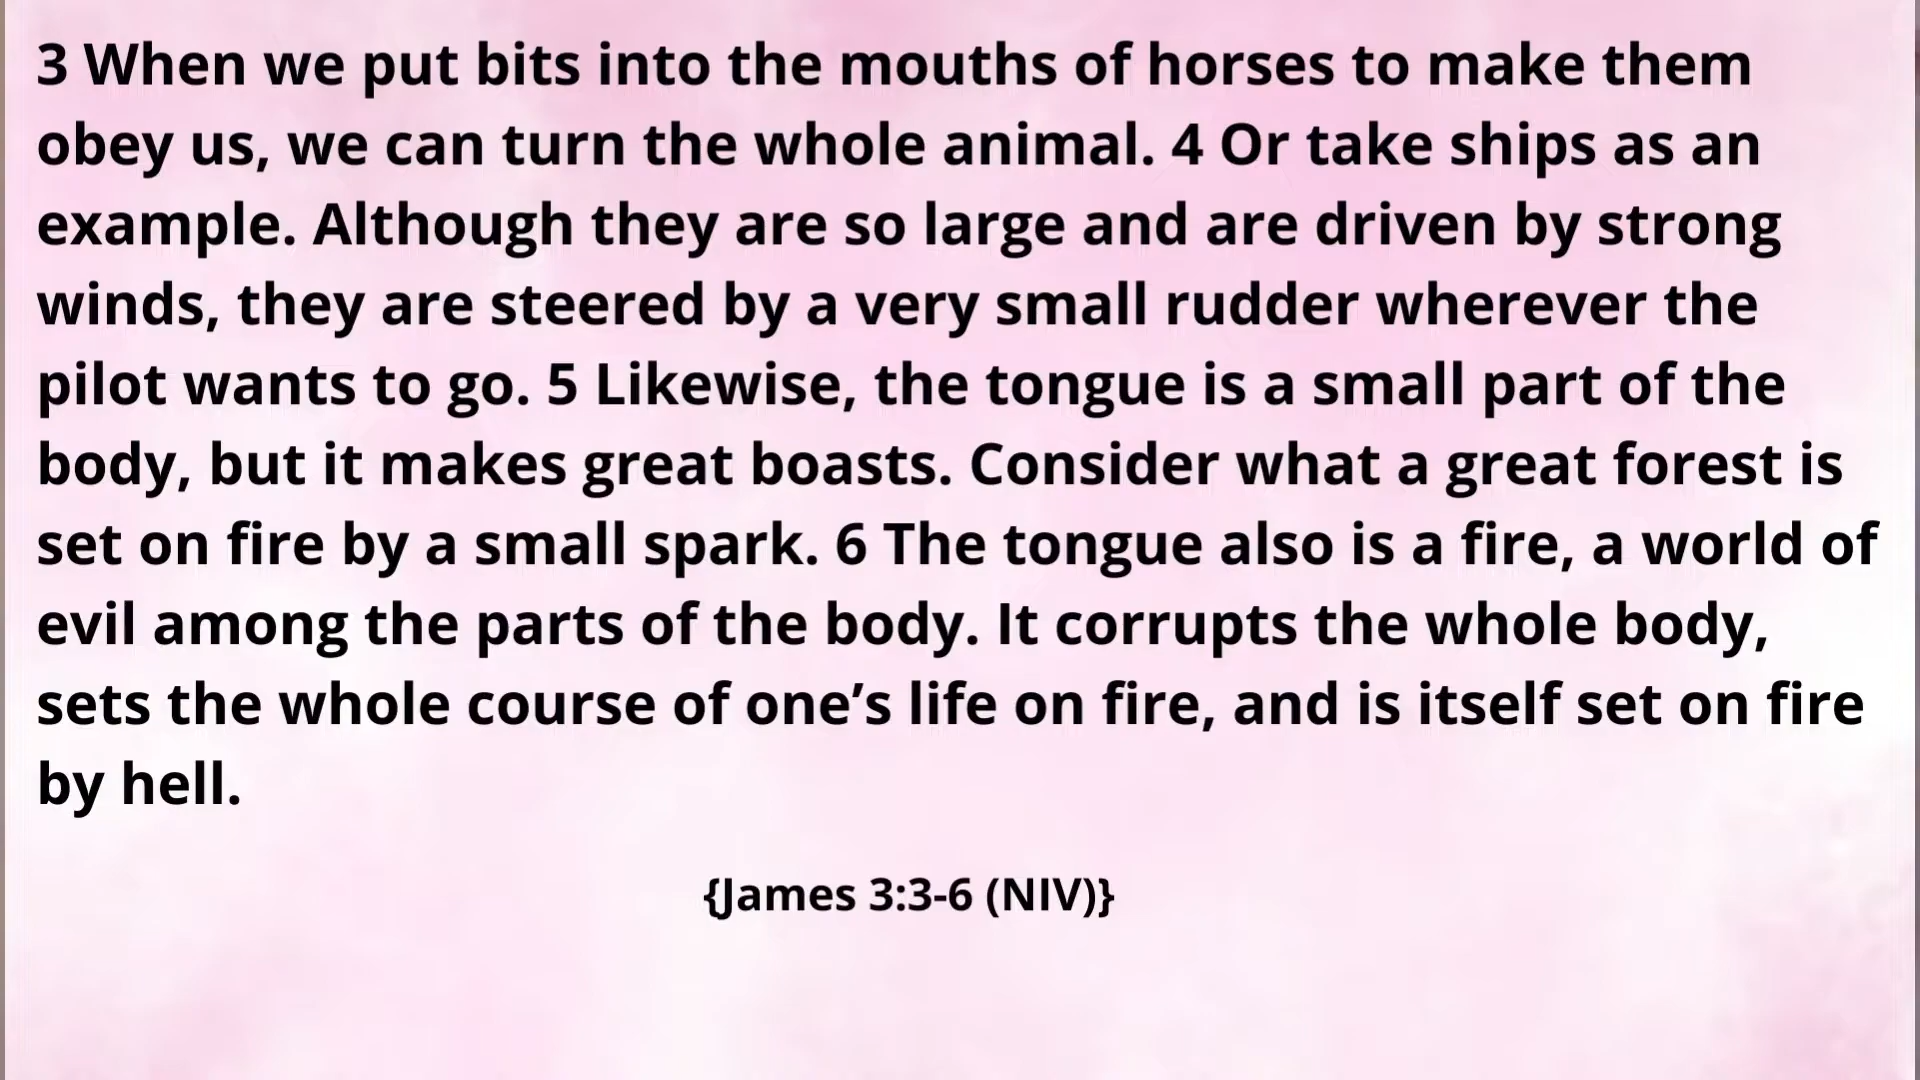 3 When we put bits into the mouths of horses to make them
obey us, we can turn the whole animal. 4 Or take ships as an
example. Although they are so large and are driven by strong
winds, they are steered by a very small rudder wherever the
pilot wants to go. 5 Likewise, the tongue is a small part of the
body, but it makes great boasts. Consider what a great forest is
set on fire by a small spark. 6 The tongue also is a fire, a world of
evil among the parts of the body. It corrupts the whole body,
sets the whole course of one’s life on fire, and is itself set on fire
by hell.
{James 3:3-6 (NIV)}